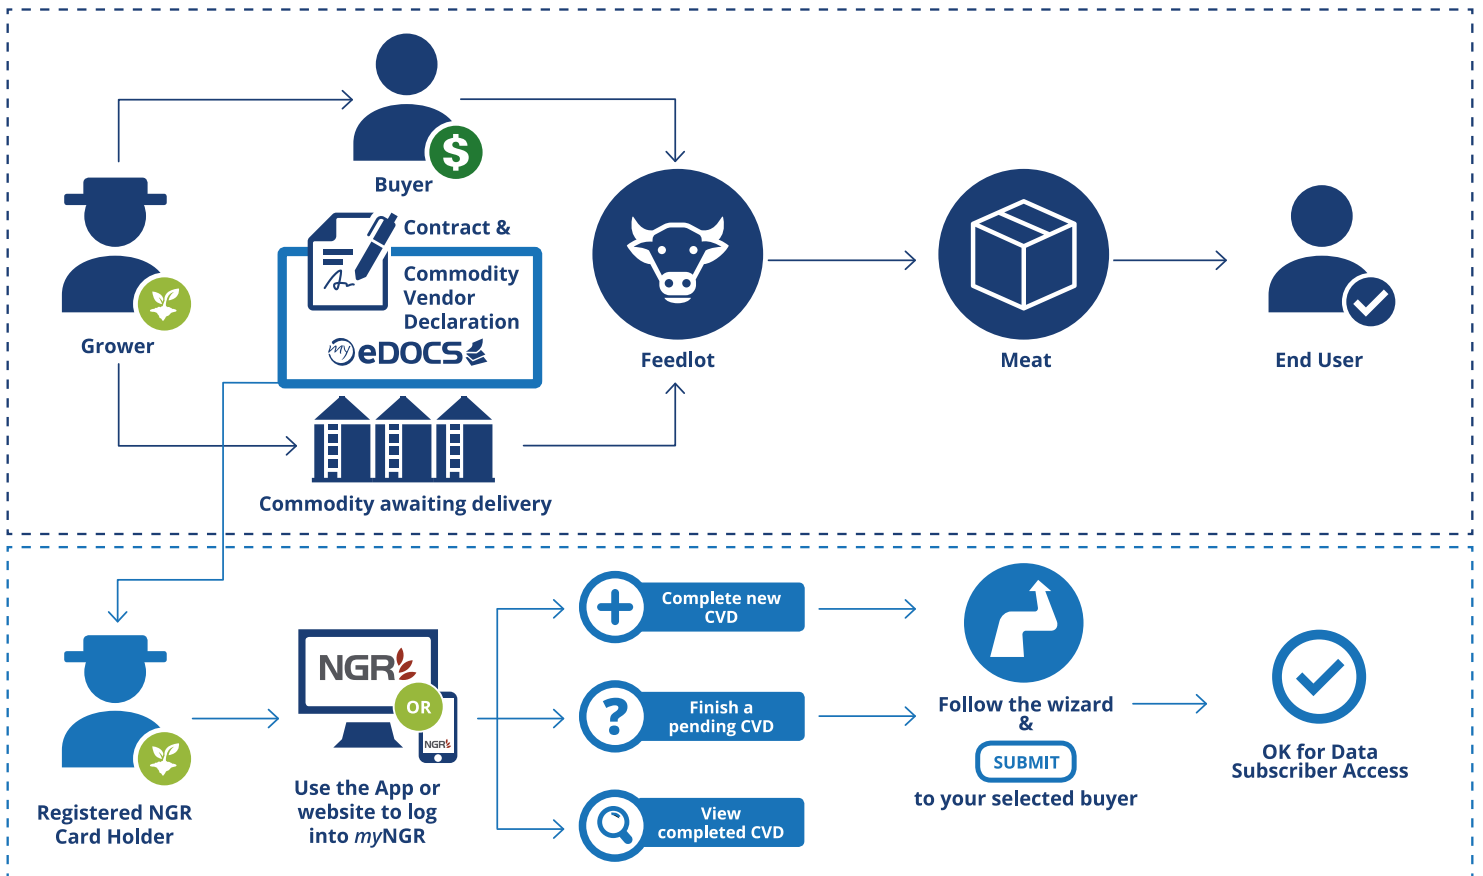 $
Buyer
Contract &
Commodity
Vendor
Declaration
my eDOCS
Grower
Feedlot
Meat
End User
Commodity awaiting delivery
NGR
OR
NGR
Registered NGR
Card Holder
Use the App or
website to log
into myNGR
Complete new
CVD
?
Finish a
pending CVD
View
completed CVD
Follow the wizard
&
SUBMIT
to your selected buyer
OK for Data
Subscriber Access